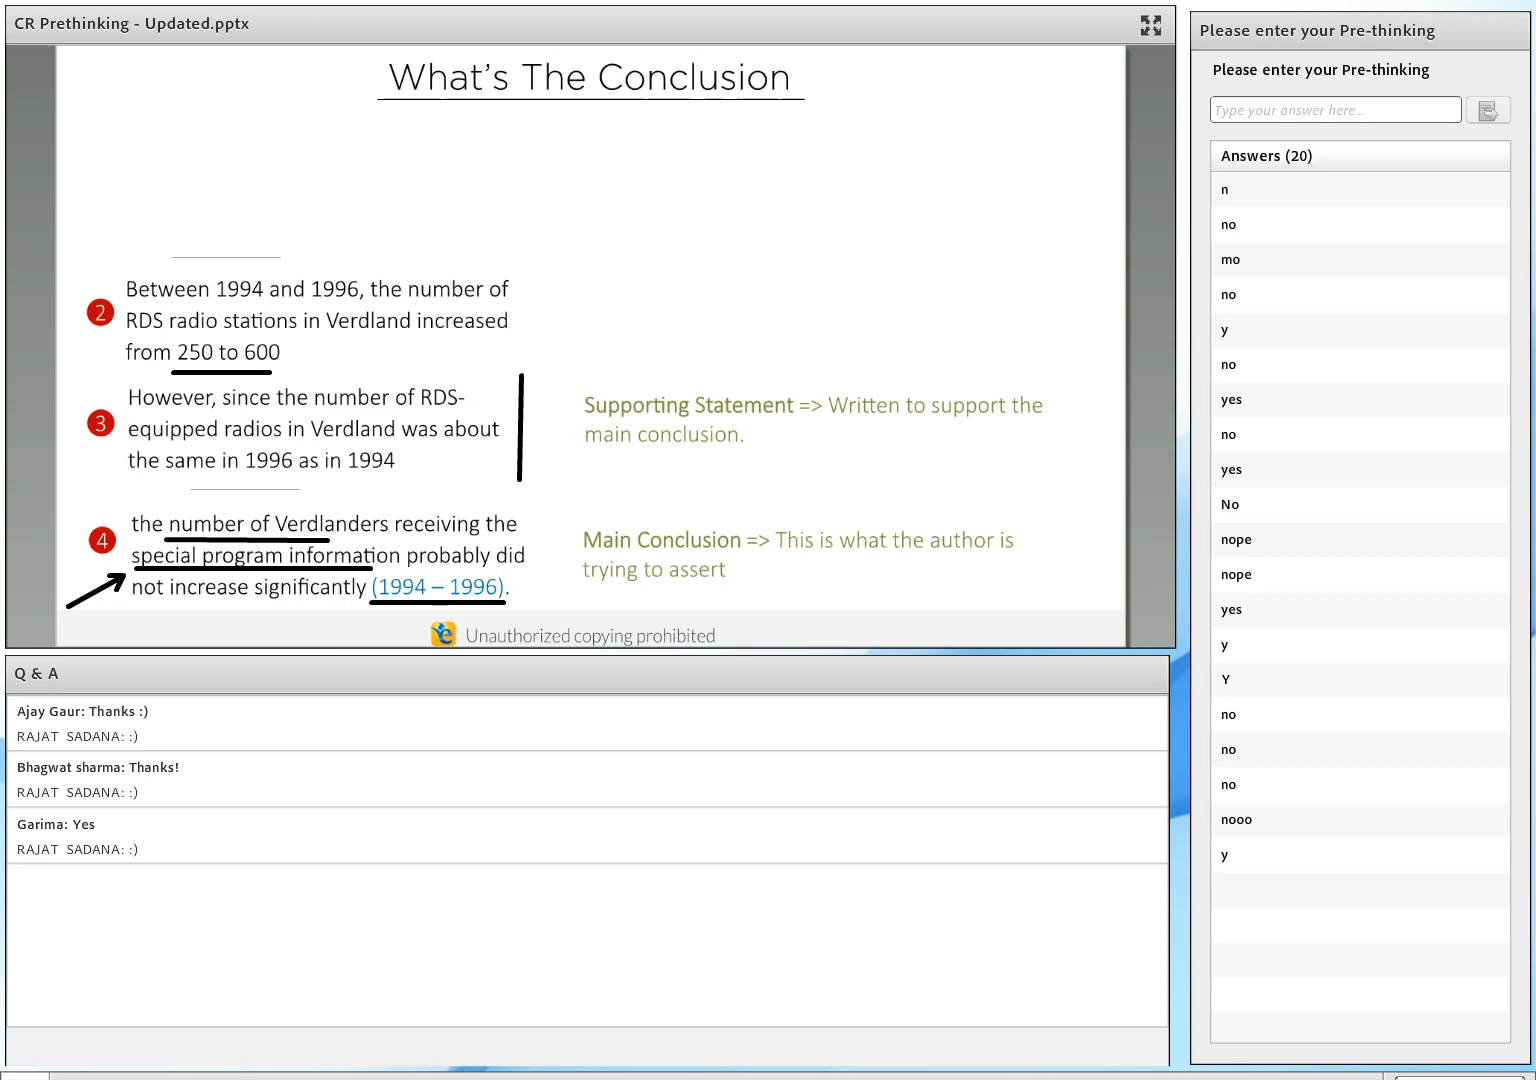 CR Prethinking - Updated.pptx
What's The Conclusion
2
Between 1994 and 1996, the number of
RDS radio stations in Verdland increased
from 250 to 600
3
However, since the number of RDS-
equipped radios in Verdland was about
the same in 1996 as in 1994
Supporting Statement => Written to support the
main conclusion.
4
the number of Verdlanders receiving the
special program information probably did
not increase significantly (1994 – 1996).
Main Conclusion => This is what the author is
trying to assert
Unauthorized copying prohibited
Q & A
Ajay Gaur: Thanks :)
RAJAT SADANA: :)
Bhagwat sharma: Thanks!
RAJAT SADANA: :)
Garima: Yes
RAJAT SADANA: :)
Please enter your Pre-thinking
Please enter your Pre-thinking
Type your answer here...
Answers (20)
n
no
mo
no
y
no
yes
no
yes
No
nope
nope
yes
y
Y
no
no
no
nooo
y